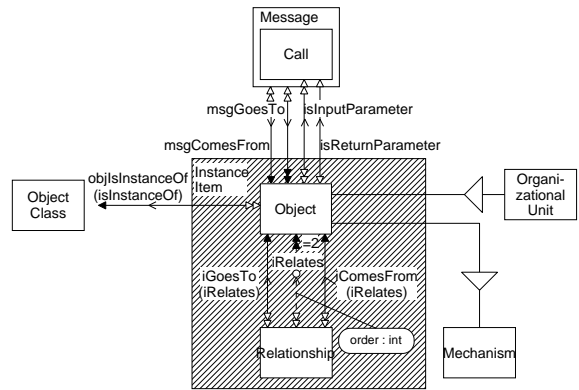 Message
Call
msgGoesTo
isInputParameter
msgComesFrom
isReturnParameter
objIsInstanceOf
(isInstanceOf)
Instance
Item
Object
Class
Object
Organi-
zational
Unit
=2
iRelates
iGoesTo
(iRelates)
iComesFrom
(iRelates)
order : int
Relationship
Mechanism